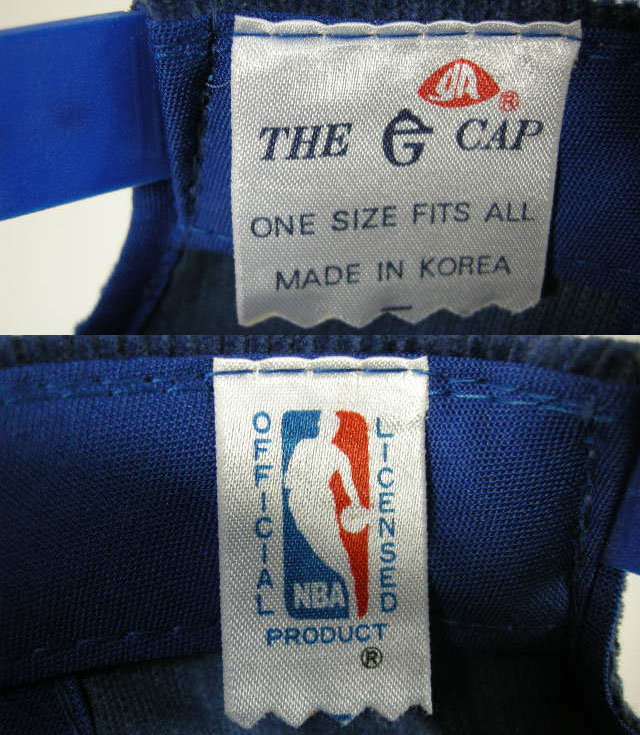 ®
THE G CAP
ONE SIZE FITS ALL
MADE IN KOREA
OFFICIAL
LICENSED
NBA
PRODUCT
®